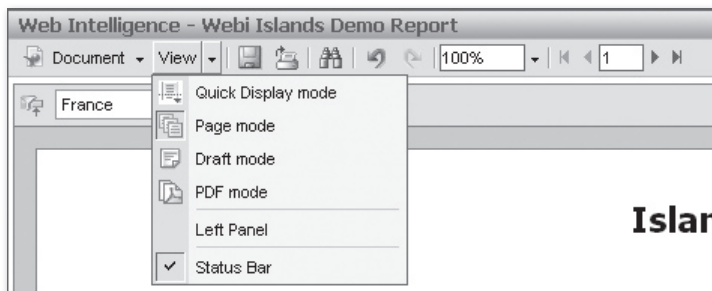 Web Intelligence - Webi Islands Demo Report
Document View 100% 1
France
Quick Display mode
Page mode
Draft mode
PDF mode
Left Panel
Status Bar